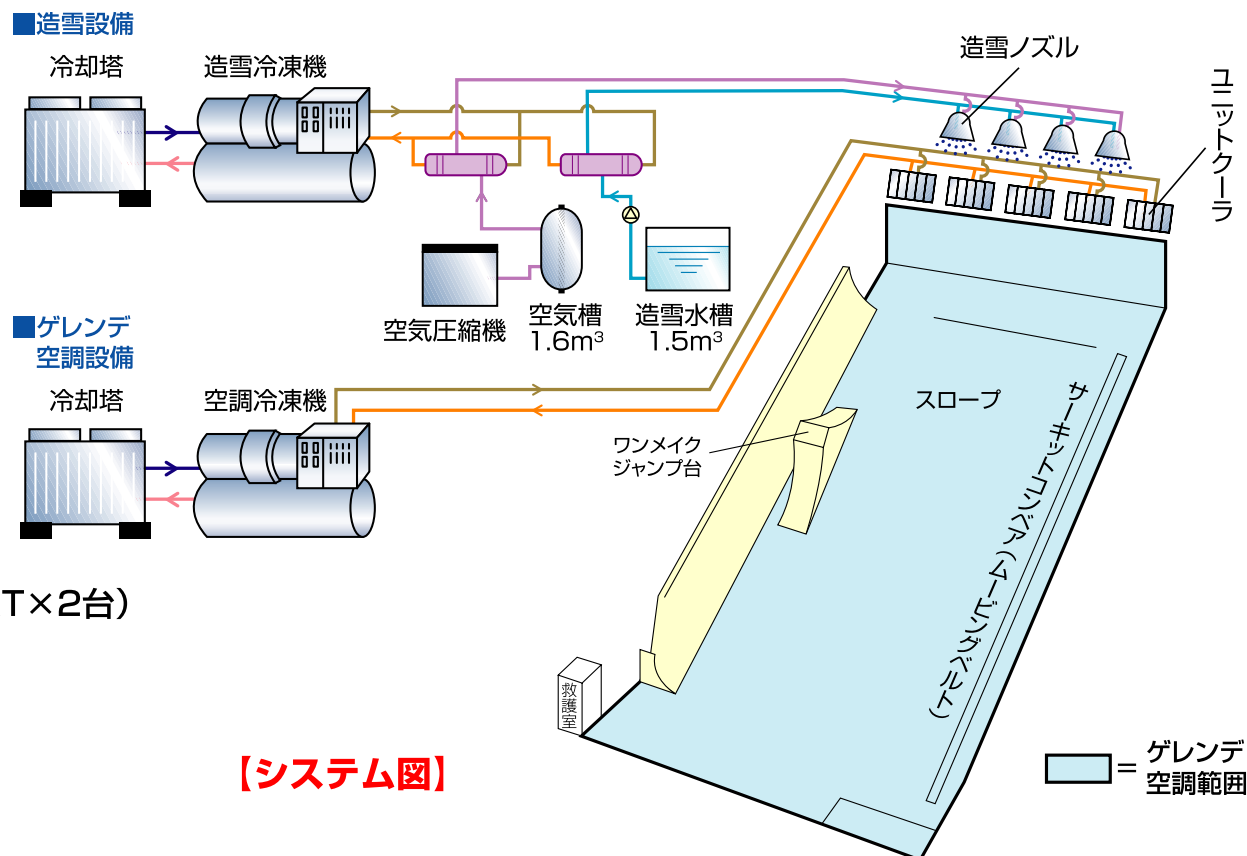 ■造雪設備
冷却塔
造雪冷凍機
造雪ノズル
ユニットクーラ
空気圧縮機
空気槽
1.6m³
造雪水槽
1.5m³
■ゲレンデ
空調設備
冷却塔
空調冷凍機
ワンメイク
ジャンプ台
スロープ
サーキットコンベア(ムービングベルト)
T×2台)
救護室
【システム図】
= ゲレンデ
空調範囲